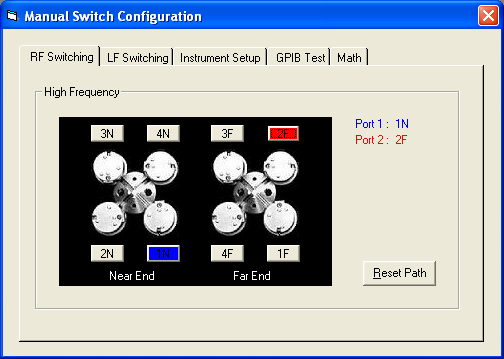 Manual Switch Configuration
RF Switching LF Switching Instrument Setup GPIB Test Math
High Frequency
3N 4N 3F 2F
Port 1 : 1N
Port 2 : 2F
2N 1N 4F 1F
Near End Far End
Reset Path